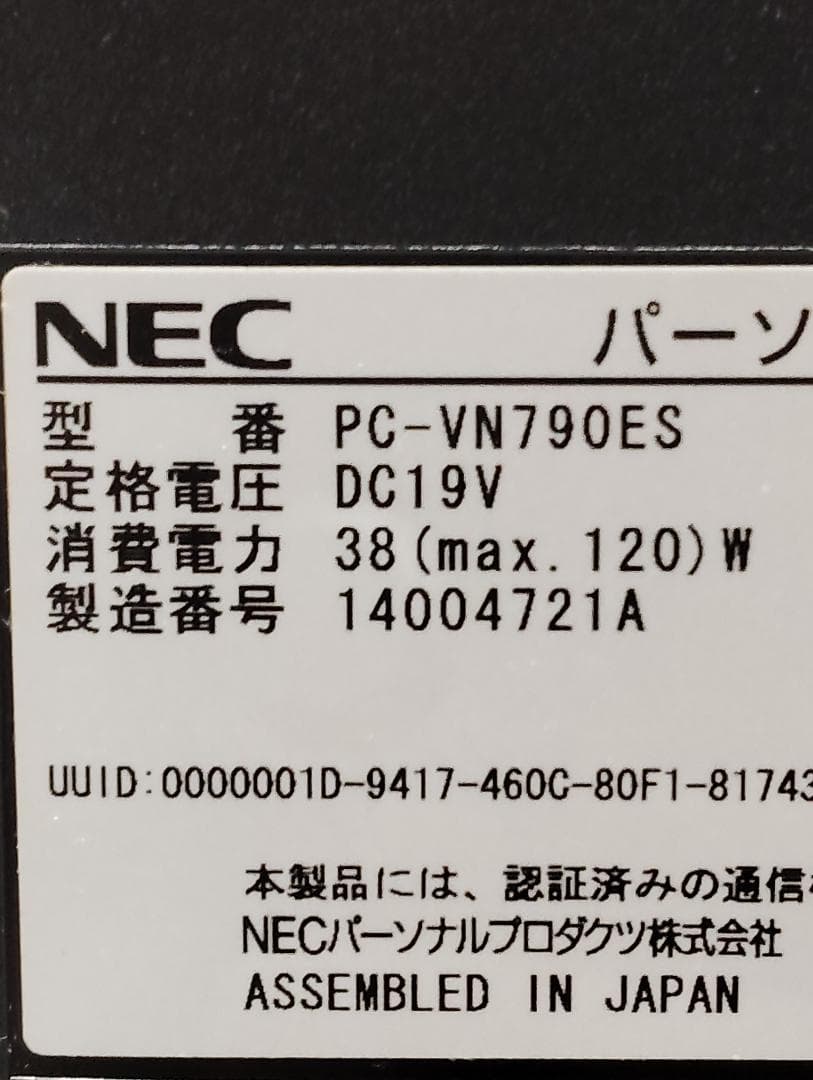 NEC パーソ
型 番 PC-VN790ES
定格電圧 DC19V
消費電力 38(max.120)W
製造番号 14004721A
UUID:0000001D-9417-460C-80F1-81743
本製品には、認証済みの通信
NECパーソナルプロダクツ株式会社
ASSEMBLED IN JAPAN